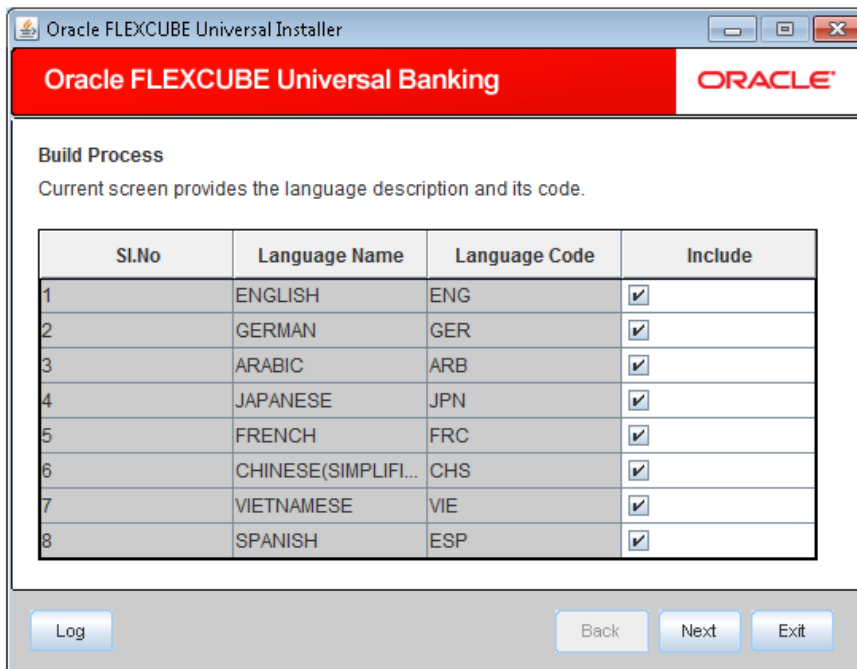 Oracle FLEXCUBE Universal Installer
Oracle FLEXCUBE Universal Banking
ORACLE
Build Process
Current screen provides the language description and its code.
Sl.No Language Name Language Code Include
1 ENGLISH ENG
2 GERMAN GER
3 ARABIC ARB
4 JAPANESE JPN
5 FRENCH FRC
6 CHINESE(SIMPLIFI... CHS
7 VIETNAMESE VIE
8 SPANISH ESP
Log Back Next Exit